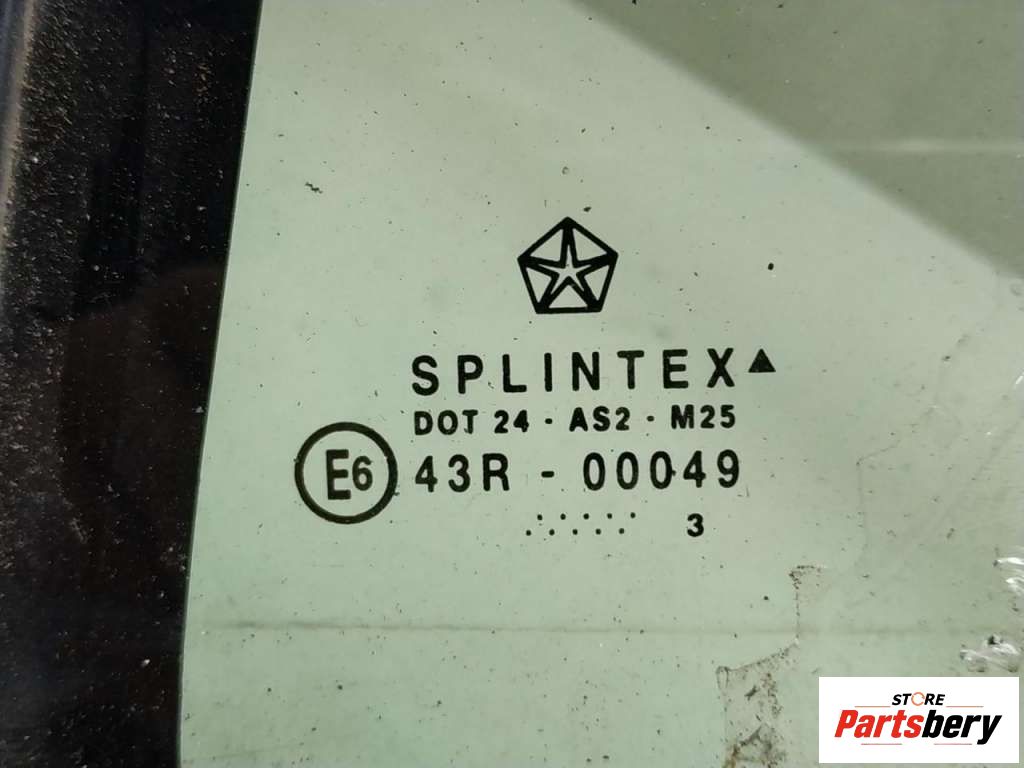 SPLINTEX
DOT 24 · AS2 · M25
E6 43R - 00049
3
STORE
Partsbery